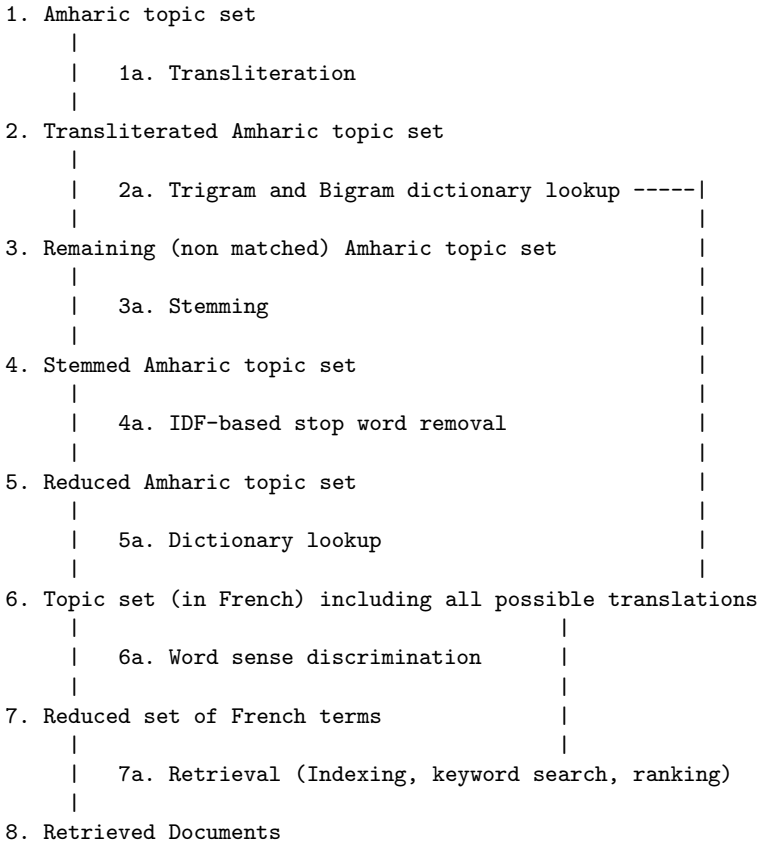 1. Amharic topic set
1a. Transliteration
2. Transliterated Amharic topic set
2a. Trigram and Bigram dictionary lookup -----|
3. Remaining (non matched) Amharic topic set
3a. Stemming
4. Stemmed Amharic topic set
4a. IDF-based stop word removal
5. Reduced Amharic topic set
5a. Dictionary lookup
6. Topic set (in French) including all possible translations
6a. Word sense discrimination
7. Reduced set of French terms
7a. Retrieval (Indexing, keyword search, ranking)
8. Retrieved Documents